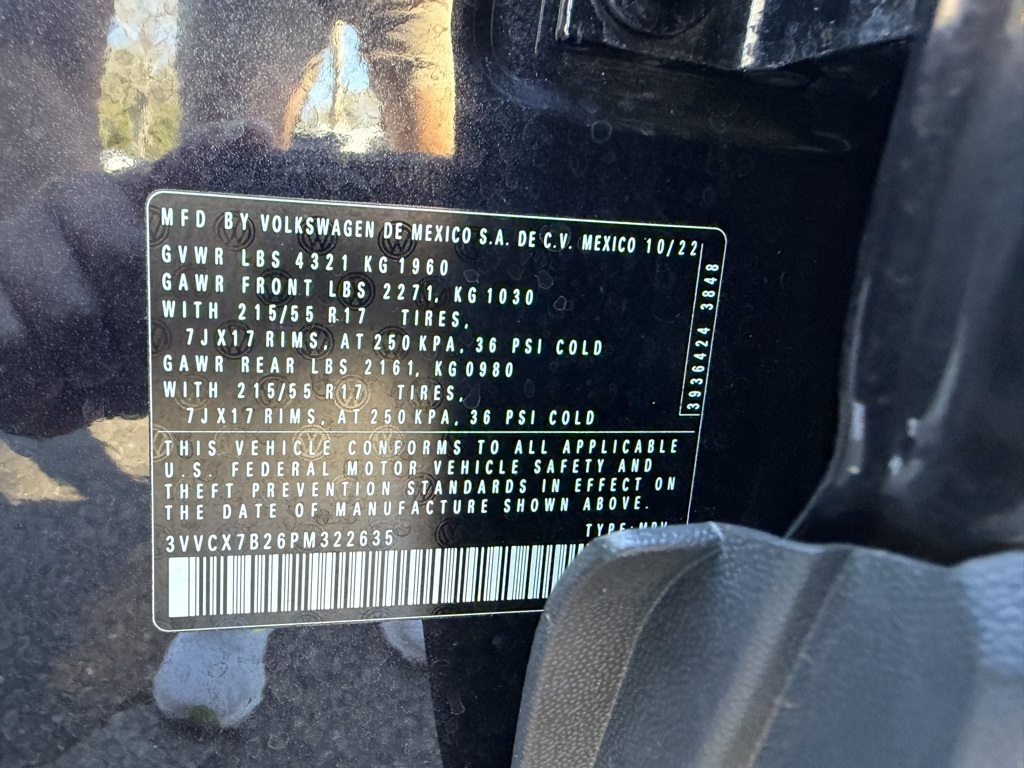 MFD BY VOLKSWAGEN DE MEXICO S.A. DE C.V. MEXICO 10/22
GVWR LBS 4321 KG 1960
GAWR FRONT LBS 2271, KG 1030
WITH 215/55 R17 TIRES,
7JX17 RIMS, AT 250 KPA, 36 PSI COLD
GAWR REAR LBS 2161, KG 0980
WITH 215/55 R17 TIRES,
7JX17 RIMS, AT 250 KPA, 36 PSI COLD
3936424 3848
THIS VEHICLE CONFORMS TO ALL APPLICABLE
U.S. FEDERAL MOTOR VEHICLE SAFETY AND
THEFT PREVENTION STANDARDS IN EFFECT ON
THE DATE OF MANUFACTURE SHOWN ABOVE.
TYPE: MPV
3VVCX7B26PM322635